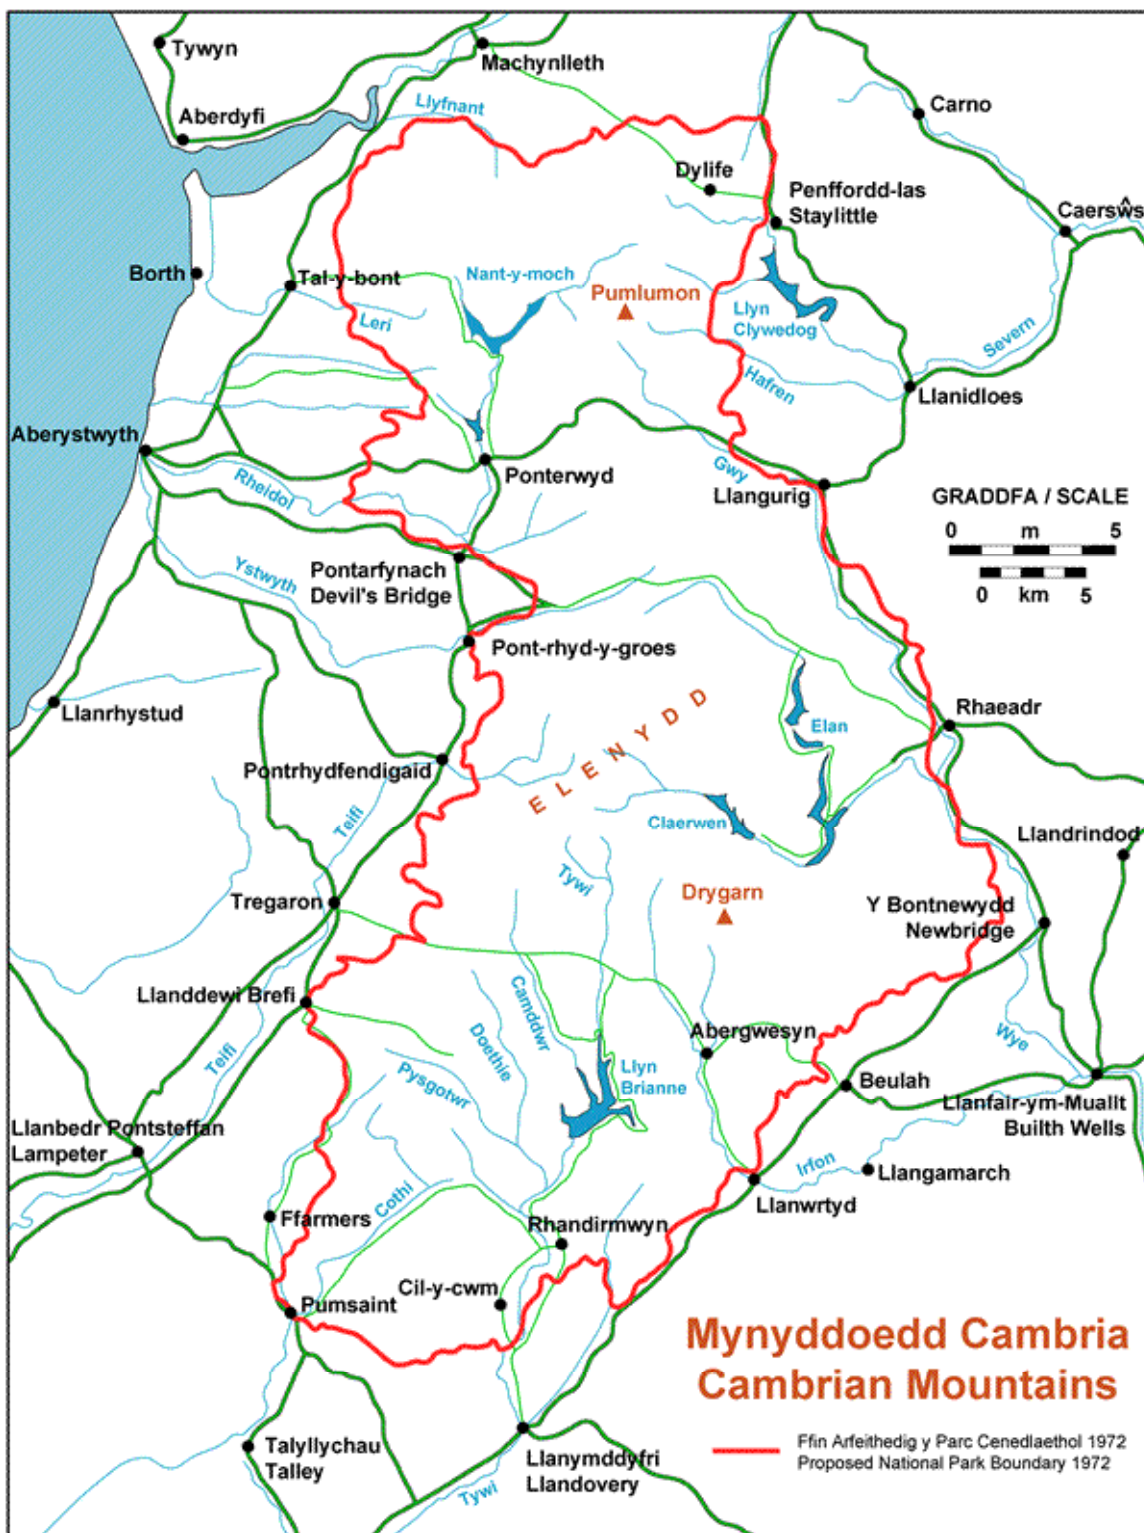 Tywyn
Machynlleth
Llyfnant
Carno
Aberdyfi
Dylife
Penffordd-las
Staylittle
Caersŵs
Borth
Tal-y-bont
Nant-y-moch
Pumlumon
Leri
Llyn
Clywedog
Severn
Hafren
Llanidloes
Aberystwyth
Rheidol
Ponterwyd
Gwy
Llangurig
GRADDFA / SCALE
0 m 5
0 km 5
Ystwyth
Pontarfynach
Devil's Bridge
Pont-rhyd-y-groes
Llanrhystud
ELENYDD
Elan
Rhaeadr
Pontrhydfendigaid
Teifi
Claerwen
Llandrindod
Tywi
Drygarn
Tregaron
Y Bontnewydd
Newbridge
Llanddewi Brefi
Camddwr
Doethie
Abergwesyn
Wye
Teifi
Pysgotwr
Llyn
Brianne
Beulah
Llanfair-ym-Muallt
Builth Wells
Llanbedr Pontsteffan
Lampeter
Irfon
Llangamarch
Cothi
Llanwrtyd
Ffarmers
Rhandirmwyn
Cil-y-cwm
Pumsaint
Mynyddoedd Cambria
Cambrian Mountains
Talyllychau
Talley
Llanymddyfri
Llandovery
Tywi
Ffin Arfeithedig y Parc Cenedlaethol 1972
Proposed National Park Boundary 1972